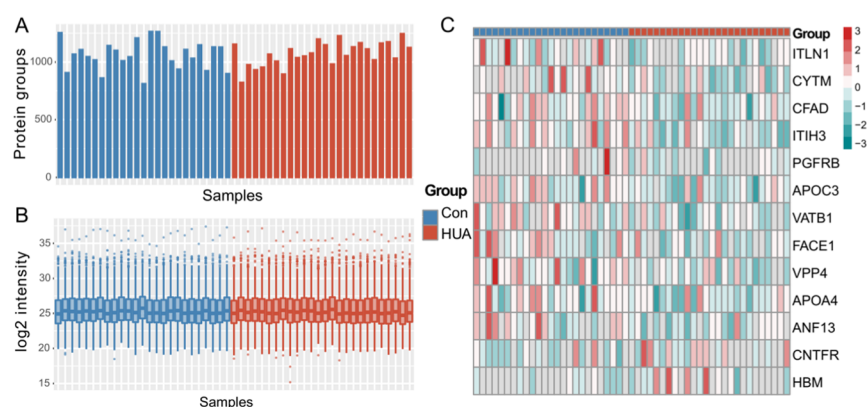 A
Protein groups
1000
500
0
Samples
B
log2 intensity
35
30
25
20
15
Samples
Group
Con
HUA
C
Group
ITLN1
CYTM
CFAD
ITIH3
PGFRB
APOC3
VATB1
FACE1
VPP4
APOA4
ANF13
CNTFR
HBM
3
2
1
0
−1
−2
−3